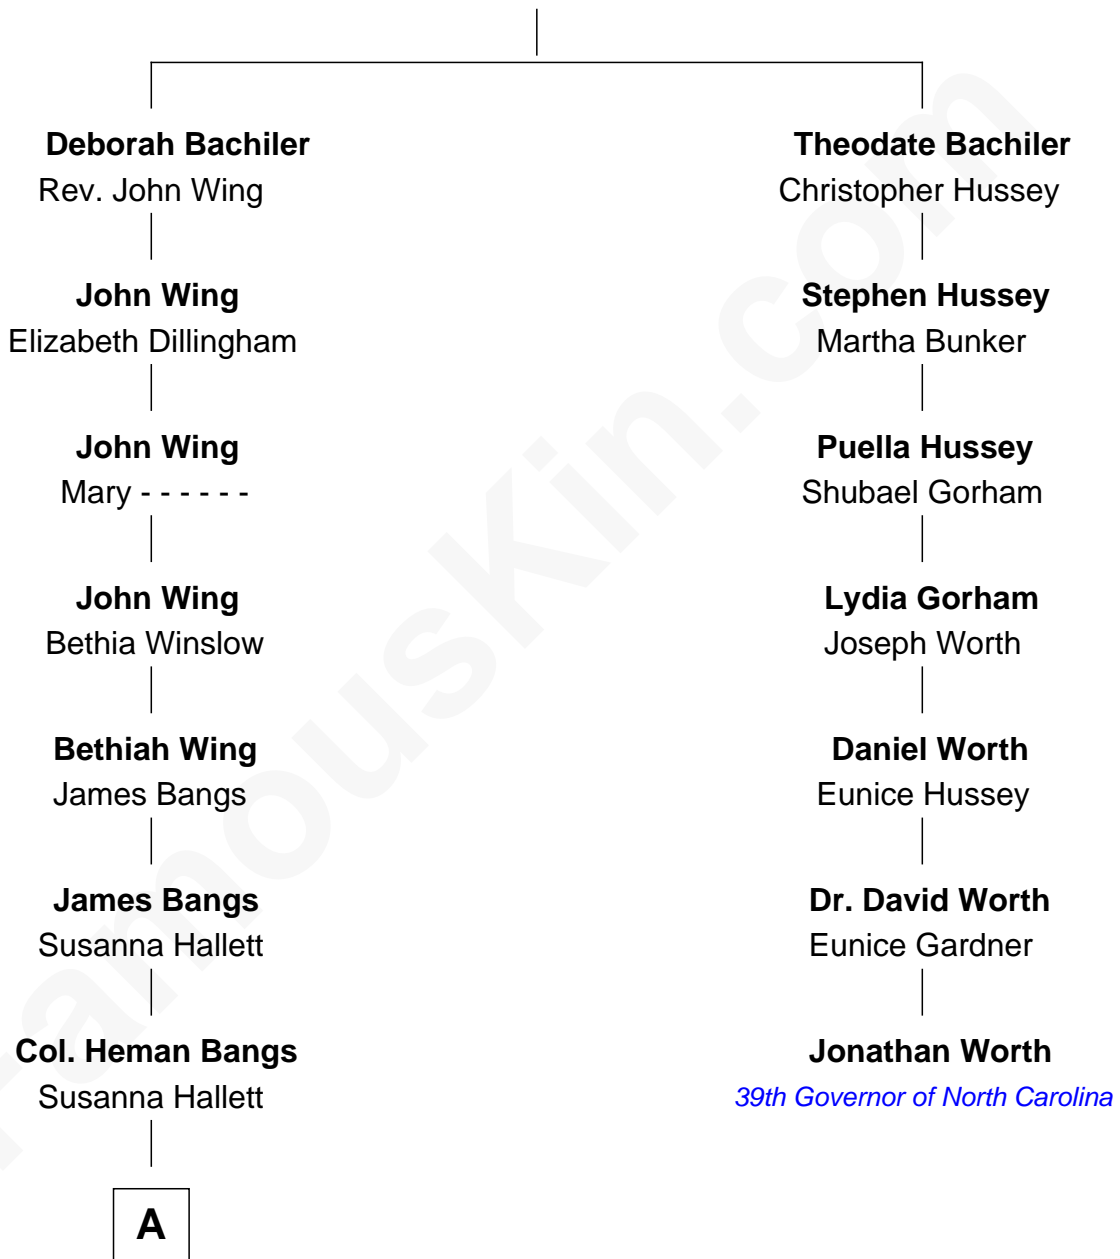 Deborah Bachiler
Rev. John Wing
Theodate Bachiler
Christopher Hussey
John Wing
Elizabeth Dillingham
Stephen Hussey
Martha Bunker
John Wing
Mary - - - - - -
Puella Hussey
Shubael Gorham
John Wing
Bethia Winslow
Lydia Gorham
Joseph Worth
Bethiah Wing
James Bangs
Daniel Worth
Eunice Hussey
James Bangs
Susanna Hallett
Dr. David Worth
Eunice Gardner
Col. Heman Bangs
Susanna Hallett
Jonathan Worth
39th Governor of North Carolina
A
FamousKin.com